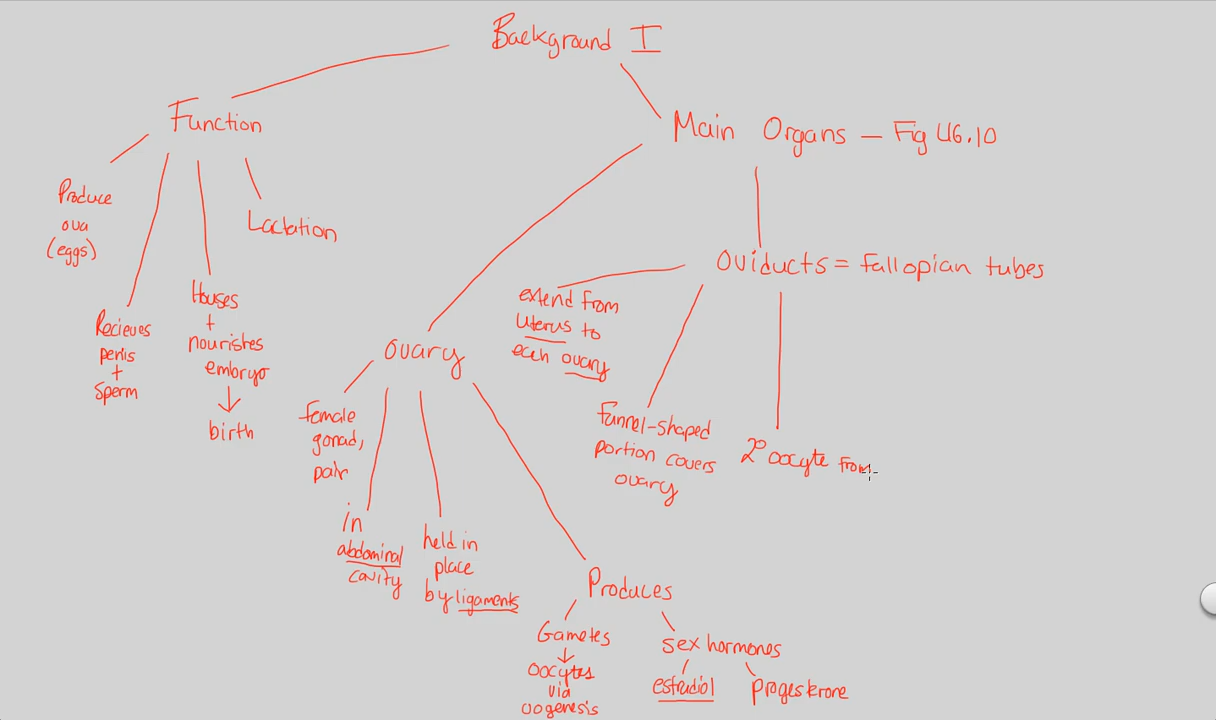 Background I
Function
Main Organs – Fig 46.10
Produce
ova
(eggs)
Recieves
penis
+
sperm
Houses
+
nourishes
embryo
↓
birth
Lactation
Ovary
female
gonad,
pair
in
abdominal
cavity
held in
place
by ligaments
Produces
Gametes
↓
oocytes
via
oogenesis
sex hormones
estradiol
progesterone
Oviducts = fallopian tubes
extend from
uterus to
each ovary
funnel-shaped
portion covers
ovary
2° oocyte from